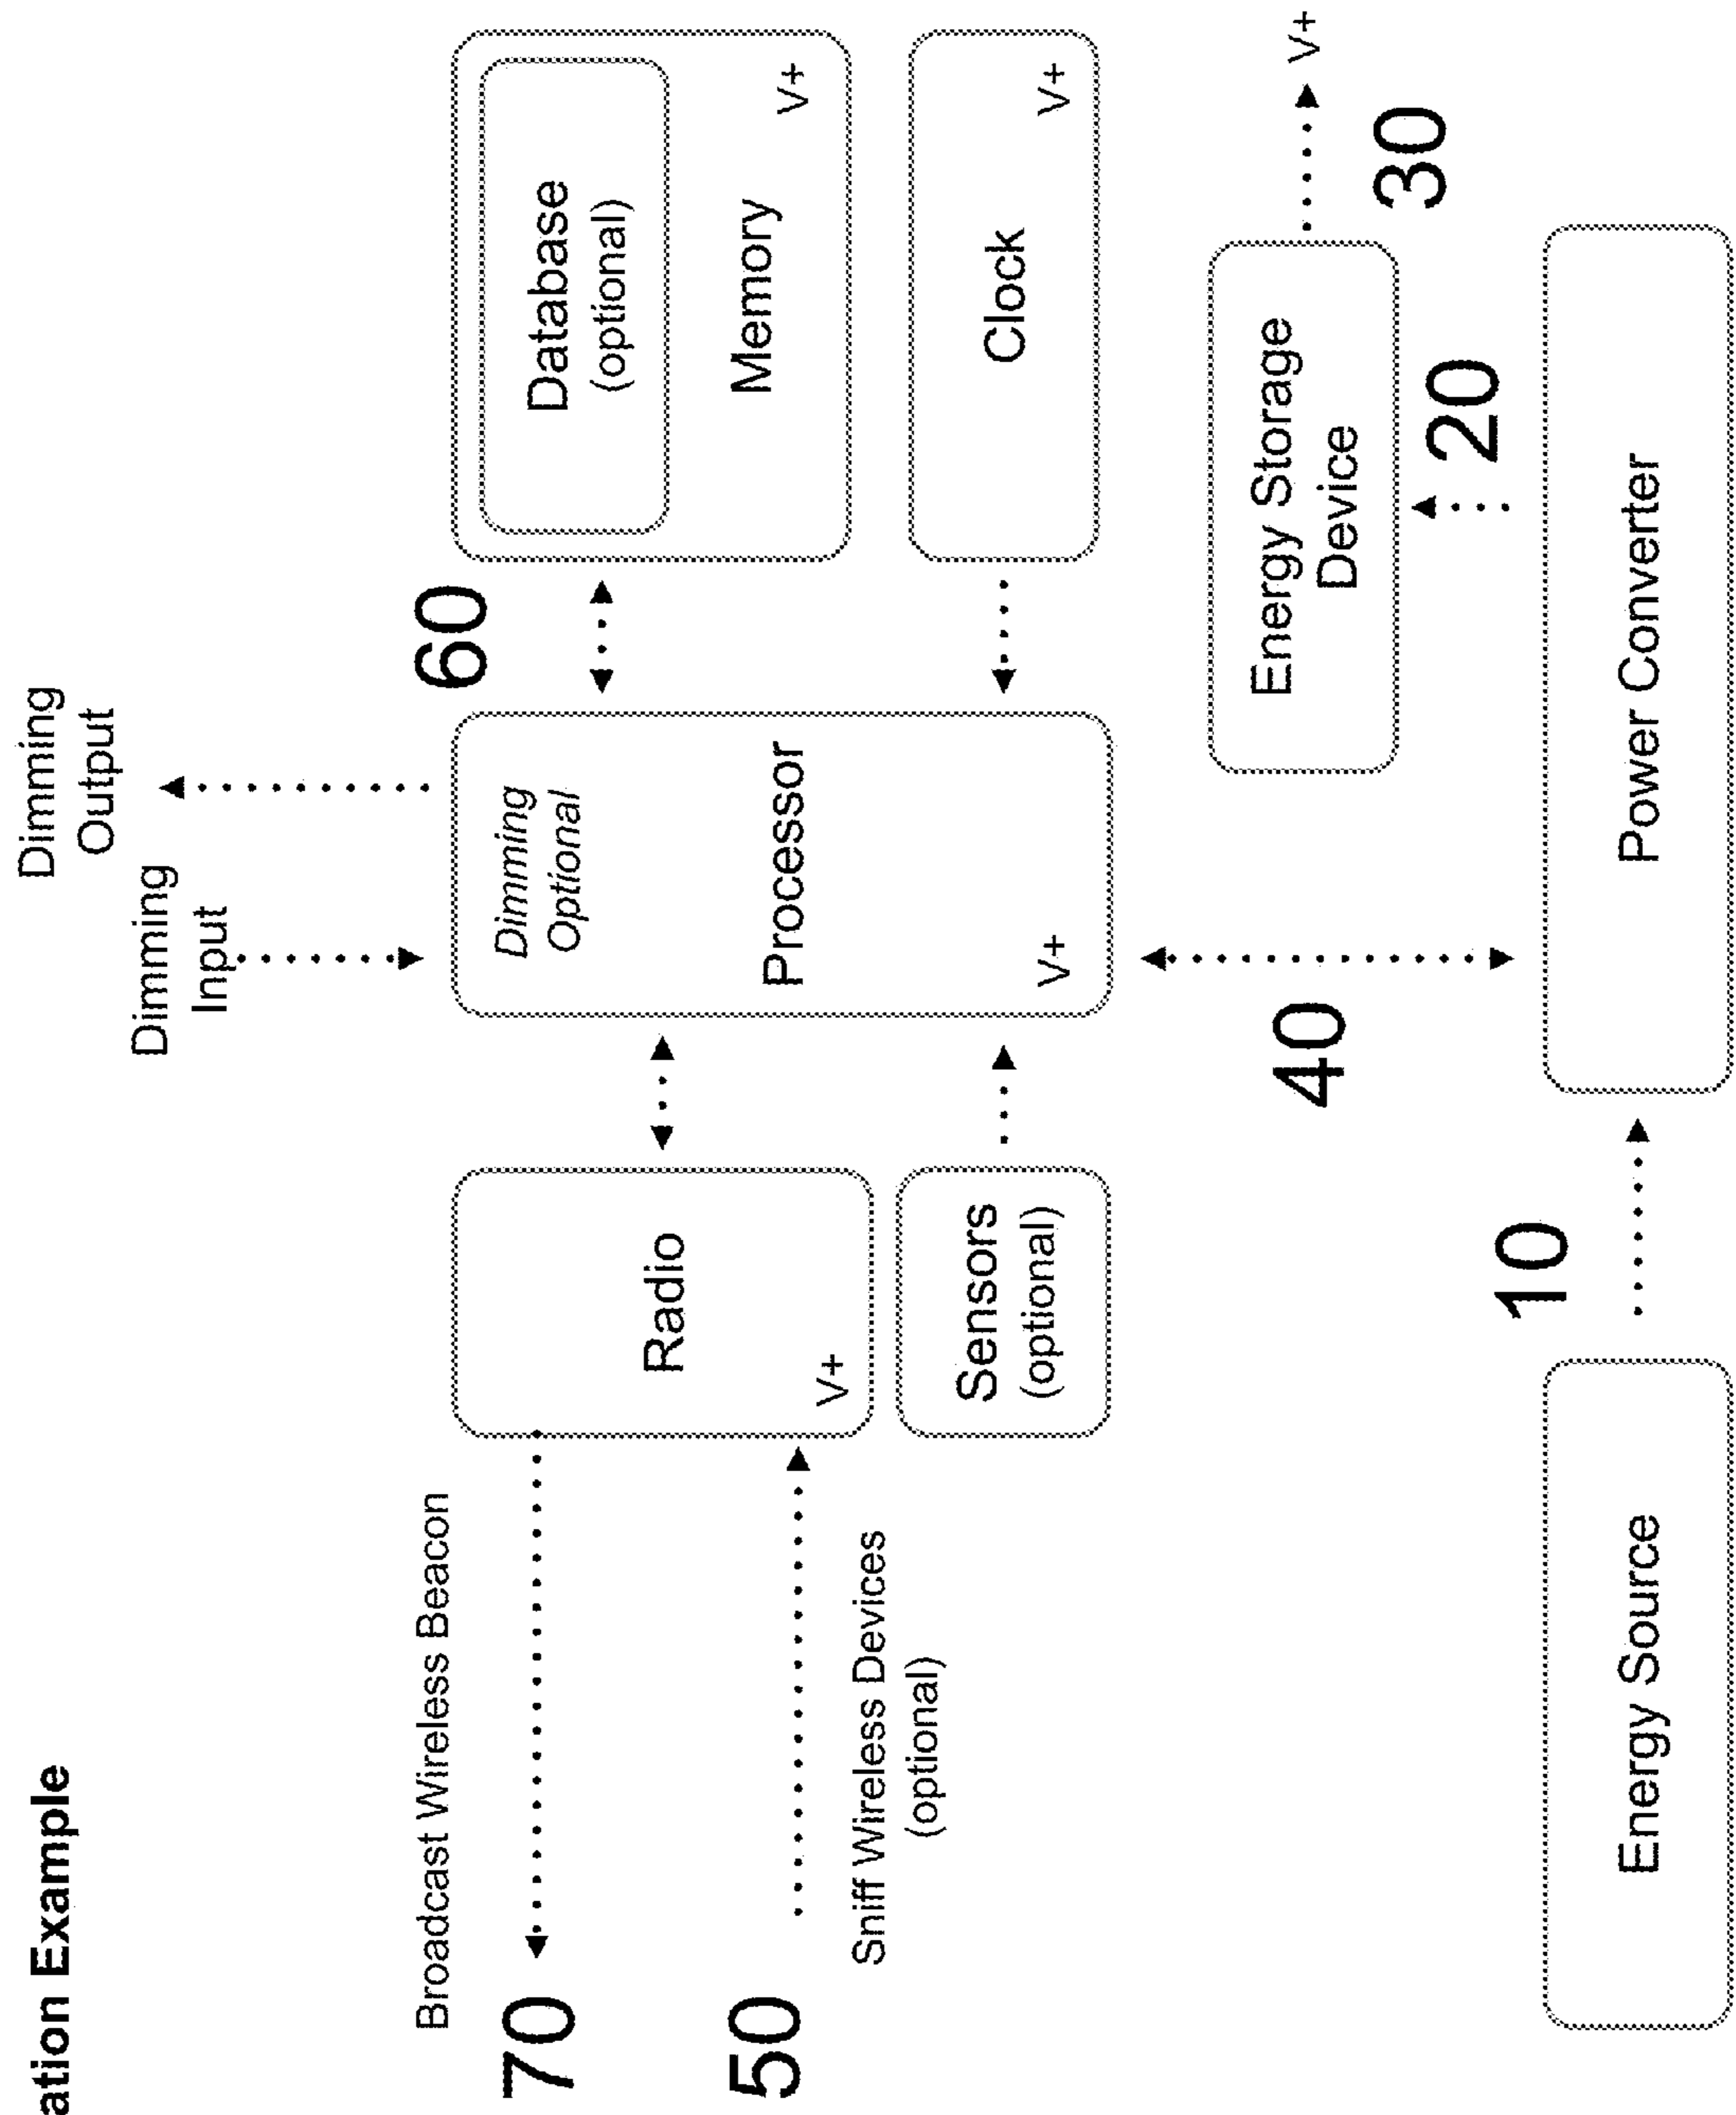 ation Example
Dimming
Output
Dimming
Input
Broadcast Wireless Beacon
70
50
Sniff Wireless Devices
(optional)
Radio
V+
Sensors
(optional)
Dimming
Optional
Processor
V+
60
Database
(optional)
Memory
V+
Clock
V+
40
Energy Storage
Device
V+
30
20
10
Energy Source
Power Converter